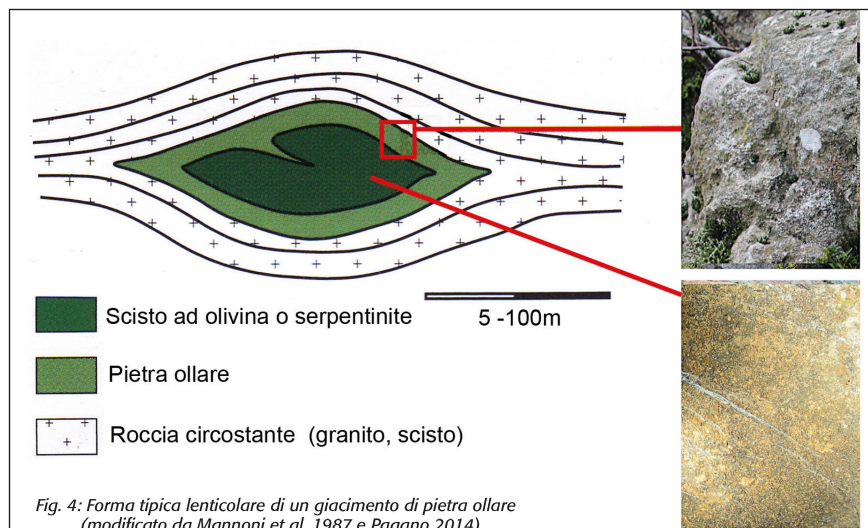 Scisto ad olivina o serpentinite
5 -100m
Pietra ollare
Roccia circostante (granito, scisto)
Fig. 4: Forma tipica lenticolare di un giacimento di pietra ollare
(modificato da Mannoni et al. 1987 e Pagano 2014)